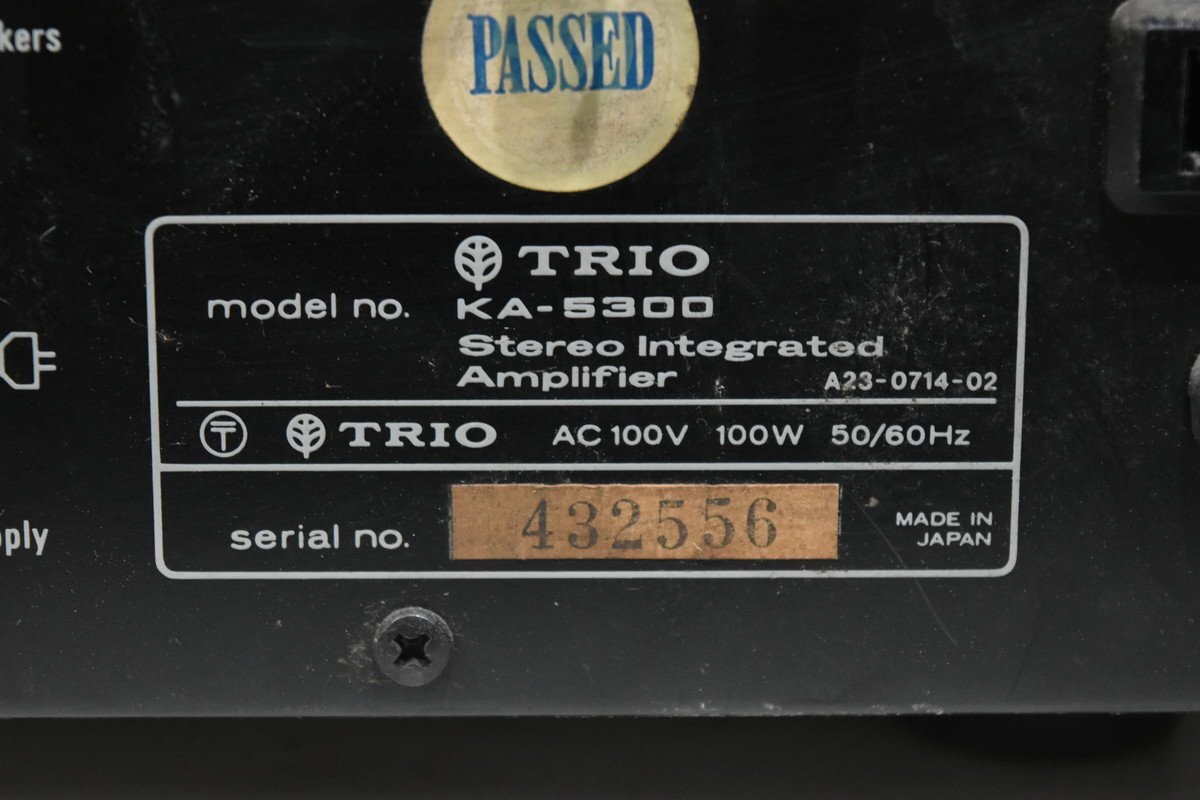 kers
PASSED
TRIO
model no. KA-5300
Stereo Integrated
Amplifier A23-0714-02
〒 TRIO AC 100V 100W 50/60Hz
serial no. 432556
MADE IN
JAPAN
pply